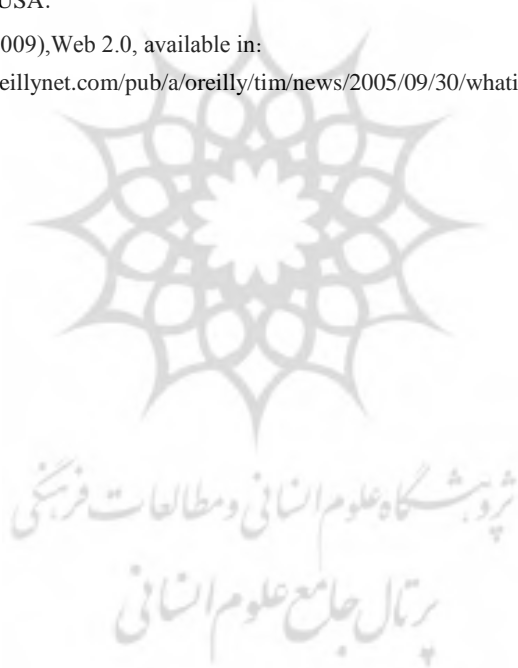 USA.
009),Web 2.0, available in:
eillynet.com/pub/a/oreilly/tim/news/2005/09/30/whati
پژوهشگاه علوم انسانی و مطالعات فرهنگی
پرتال جامع علوم انسانی